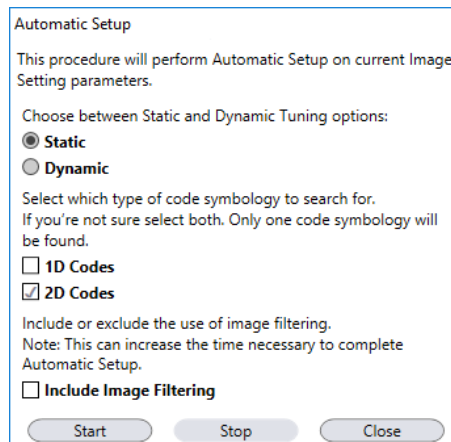 Automatic Setup
This procedure will perform Automatic Setup on current Image
Setting parameters.
Choose between Static and Dynamic Tuning options:
Static
Dynamic
Select which type of code symbology to search for.
If you're not sure select both. Only one code symbology will
be found.
1D Codes
2D Codes
Include or exclude the use of image filtering.
Note: This can increase the time necessary to complete
Automatic Setup.
Include Image Filtering
Start Stop Close